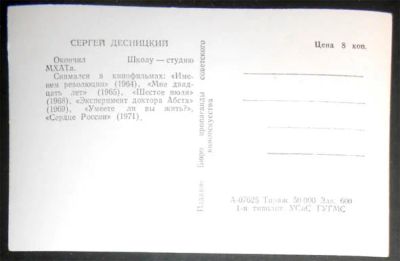 СЕРГЕЙ ДЕСНИЦКИЙ
Окончил Школу—студию
МХАТа.
Снимался в кинофильмах: «Име-
нем революции» (1964), «Мне двад-
цать лет» (1965), «Шестое июля»
(1968), «Эксперимент доктора Абста»
(1969), «Умеете ли вы жить?»,
«Сердце России» (1971).
Издание Бюро пропаганды советского
киноискусства
Цена 8 коп.
А-07625 Тираж 50 000 Зак. 600
1-я типолит